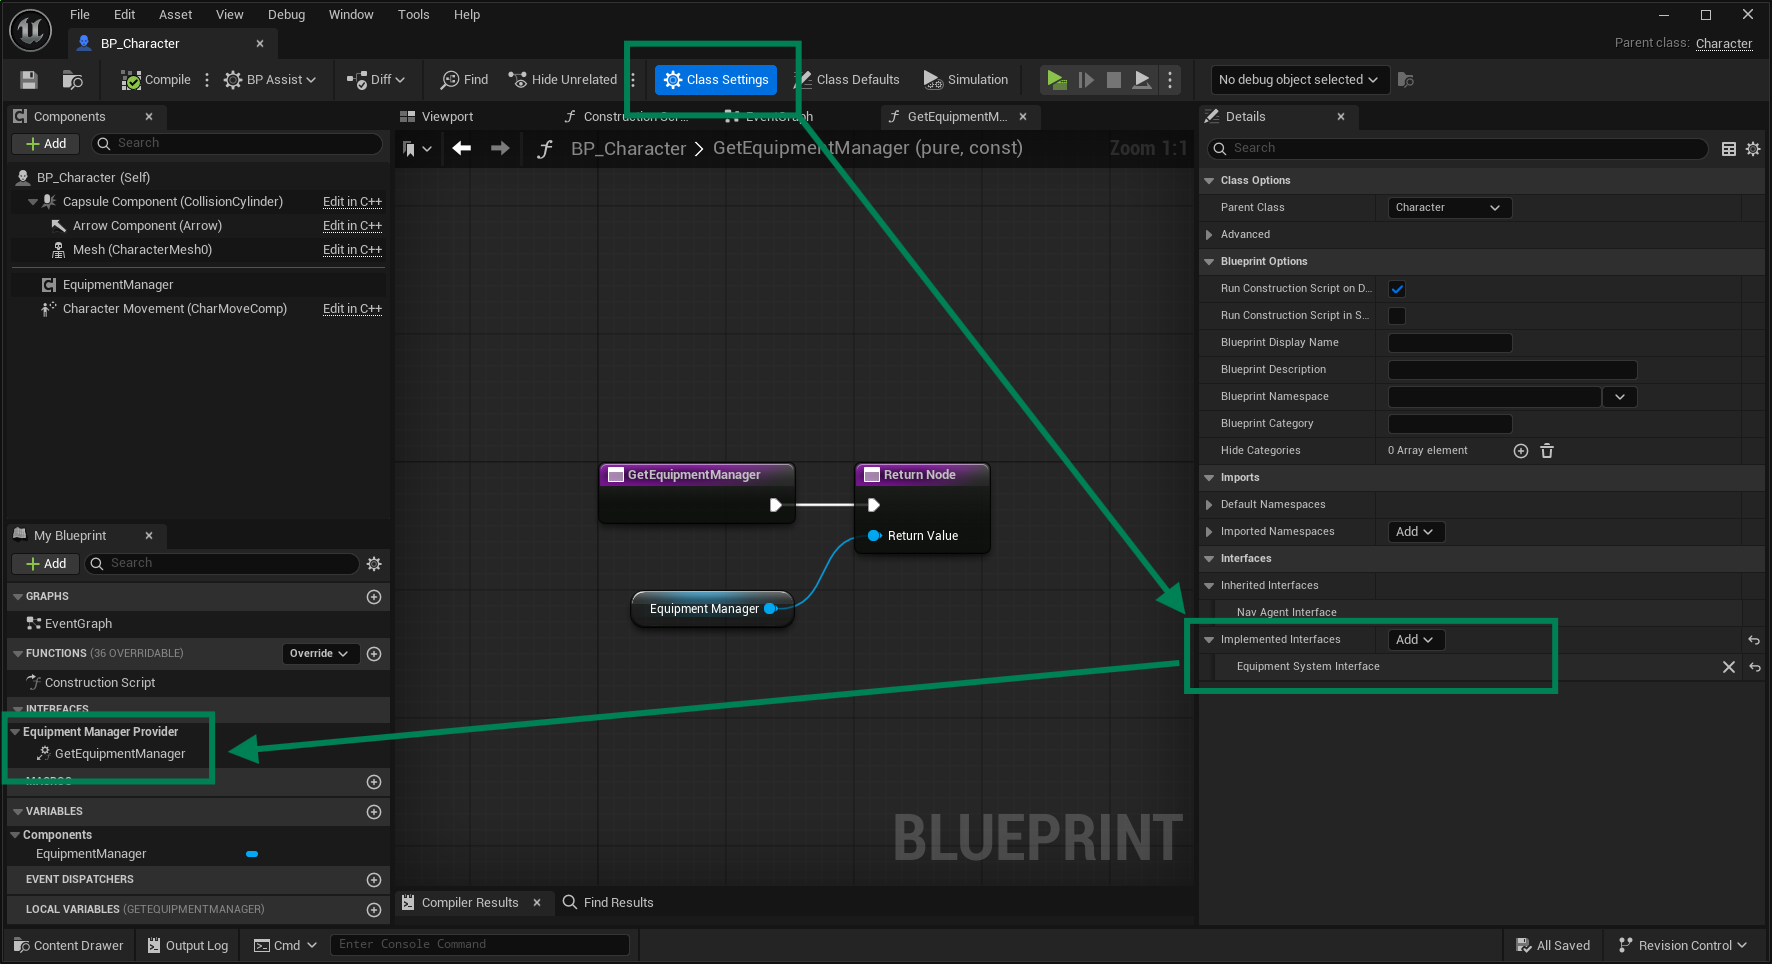 File Edit Asset View Debug Window Tools Help
BP_Character
Parent class: Character
Compile BP Assist Diff Find Hide Unrelated Class Settings Class Defaults Simulation No debug object selected
Components
Add Search
BP_Character (Self)
Capsule Component (CollisionCylinder) Edit in C++
Arrow Component (Arrow) Edit in C++
Mesh (CharacterMesh0) Edit in C++
EquipmentManager
Character Movement (CharMoveComp) Edit in C++
My Blueprint
Add Search
GRAPHS
EventGraph
FUNCTIONS (36 OVERRIDABLE) Override
Construction Script
INTERFACES
Equipment Manager Provider
GetEquipmentManager
MACROS
VARIABLES
Components
EquipmentManager
EVENT DISPATCHERS
LOCAL VARIABLES (GETEQUIPMENTMANAGER)
Viewport Construction Scr... EventGraph GetEquipmentM...
BP_Character > GetEquipmentManager (pure, const) Zoom 1:1
GetEquipmentManager
Return Node
Return Value
Equipment Manager
BLUEPRINT
Compiler Results Find Results
Details
Search
Class Options
Parent Class Character
Advanced
Blueprint Options
Run Construction Script on D...
Run Construction Script in S...
Blueprint Display Name
Blueprint Description
Blueprint Namespace
Blueprint Category
Hide Categories 0 Array element
Imports
Default Namespaces
Imported Namespaces Add
Interfaces
Inherited Interfaces
Nav Agent Interface
Implemented Interfaces Add
Equipment System Interface
Content Drawer Output Log Cmd Enter Console Command All Saved Revision Control